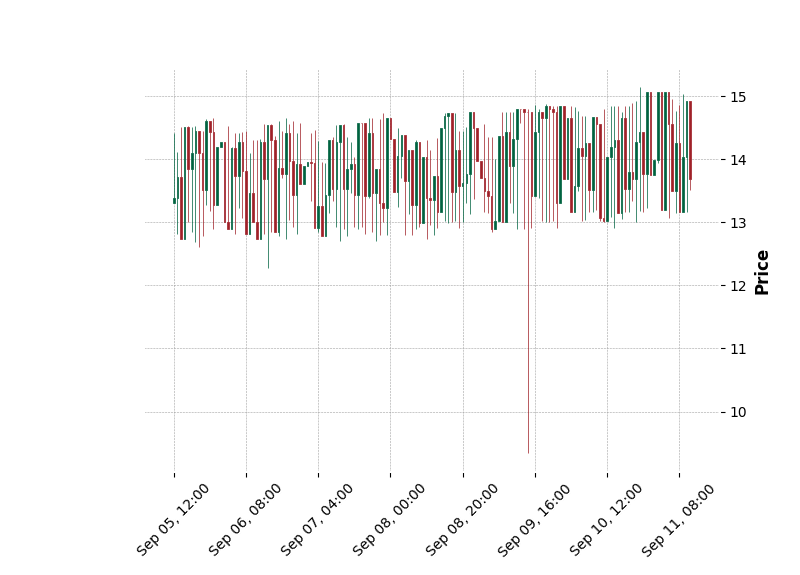 15
14
13
12
11
10
Price
Sep 05, 12:00
Sep 06, 08:00
Sep 07, 04:00
Sep 08, 00:00
Sep 08, 20:00
Sep 09, 16:00
Sep 10, 12:00
Sep 11, 08:00